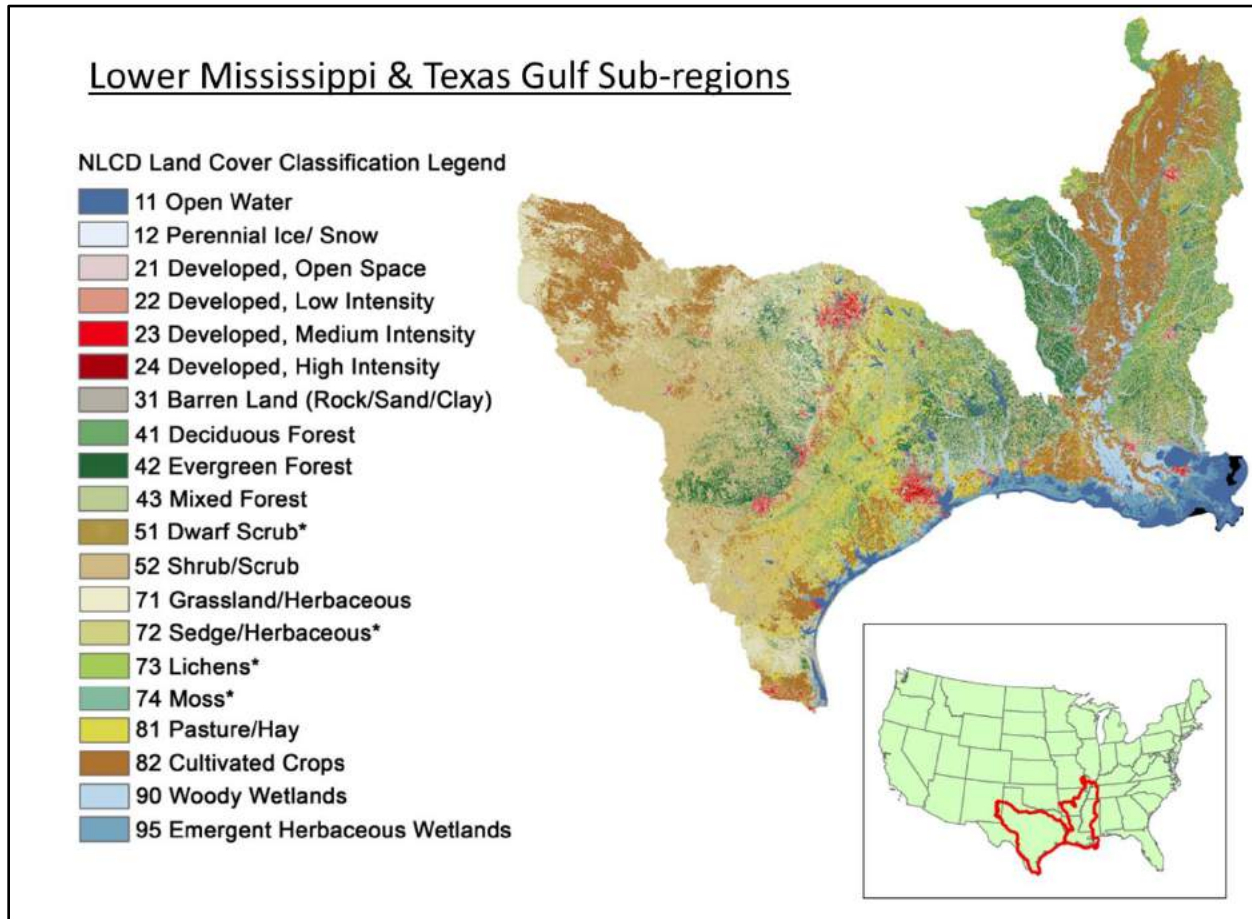 Lower Mississippi & Texas Gulf Sub-regions
NLCD Land Cover Classification Legend
11 Open Water
12 Perennial Ice/ Snow
21 Developed, Open Space
22 Developed, Low Intensity
23 Developed, Medium Intensity
24 Developed, High Intensity
31 Barren Land (Rock/Sand/Clay)
41 Deciduous Forest
42 Evergreen Forest
43 Mixed Forest
51 Dwarf Scrub*
52 Shrub/Scrub
71 Grassland/Herbaceous
72 Sedge/Herbaceous*
73 Lichens*
74 Moss*
81 Pasture/Hay
82 Cultivated Crops
90 Woody Wetlands
95 Emergent Herbaceous Wetlands